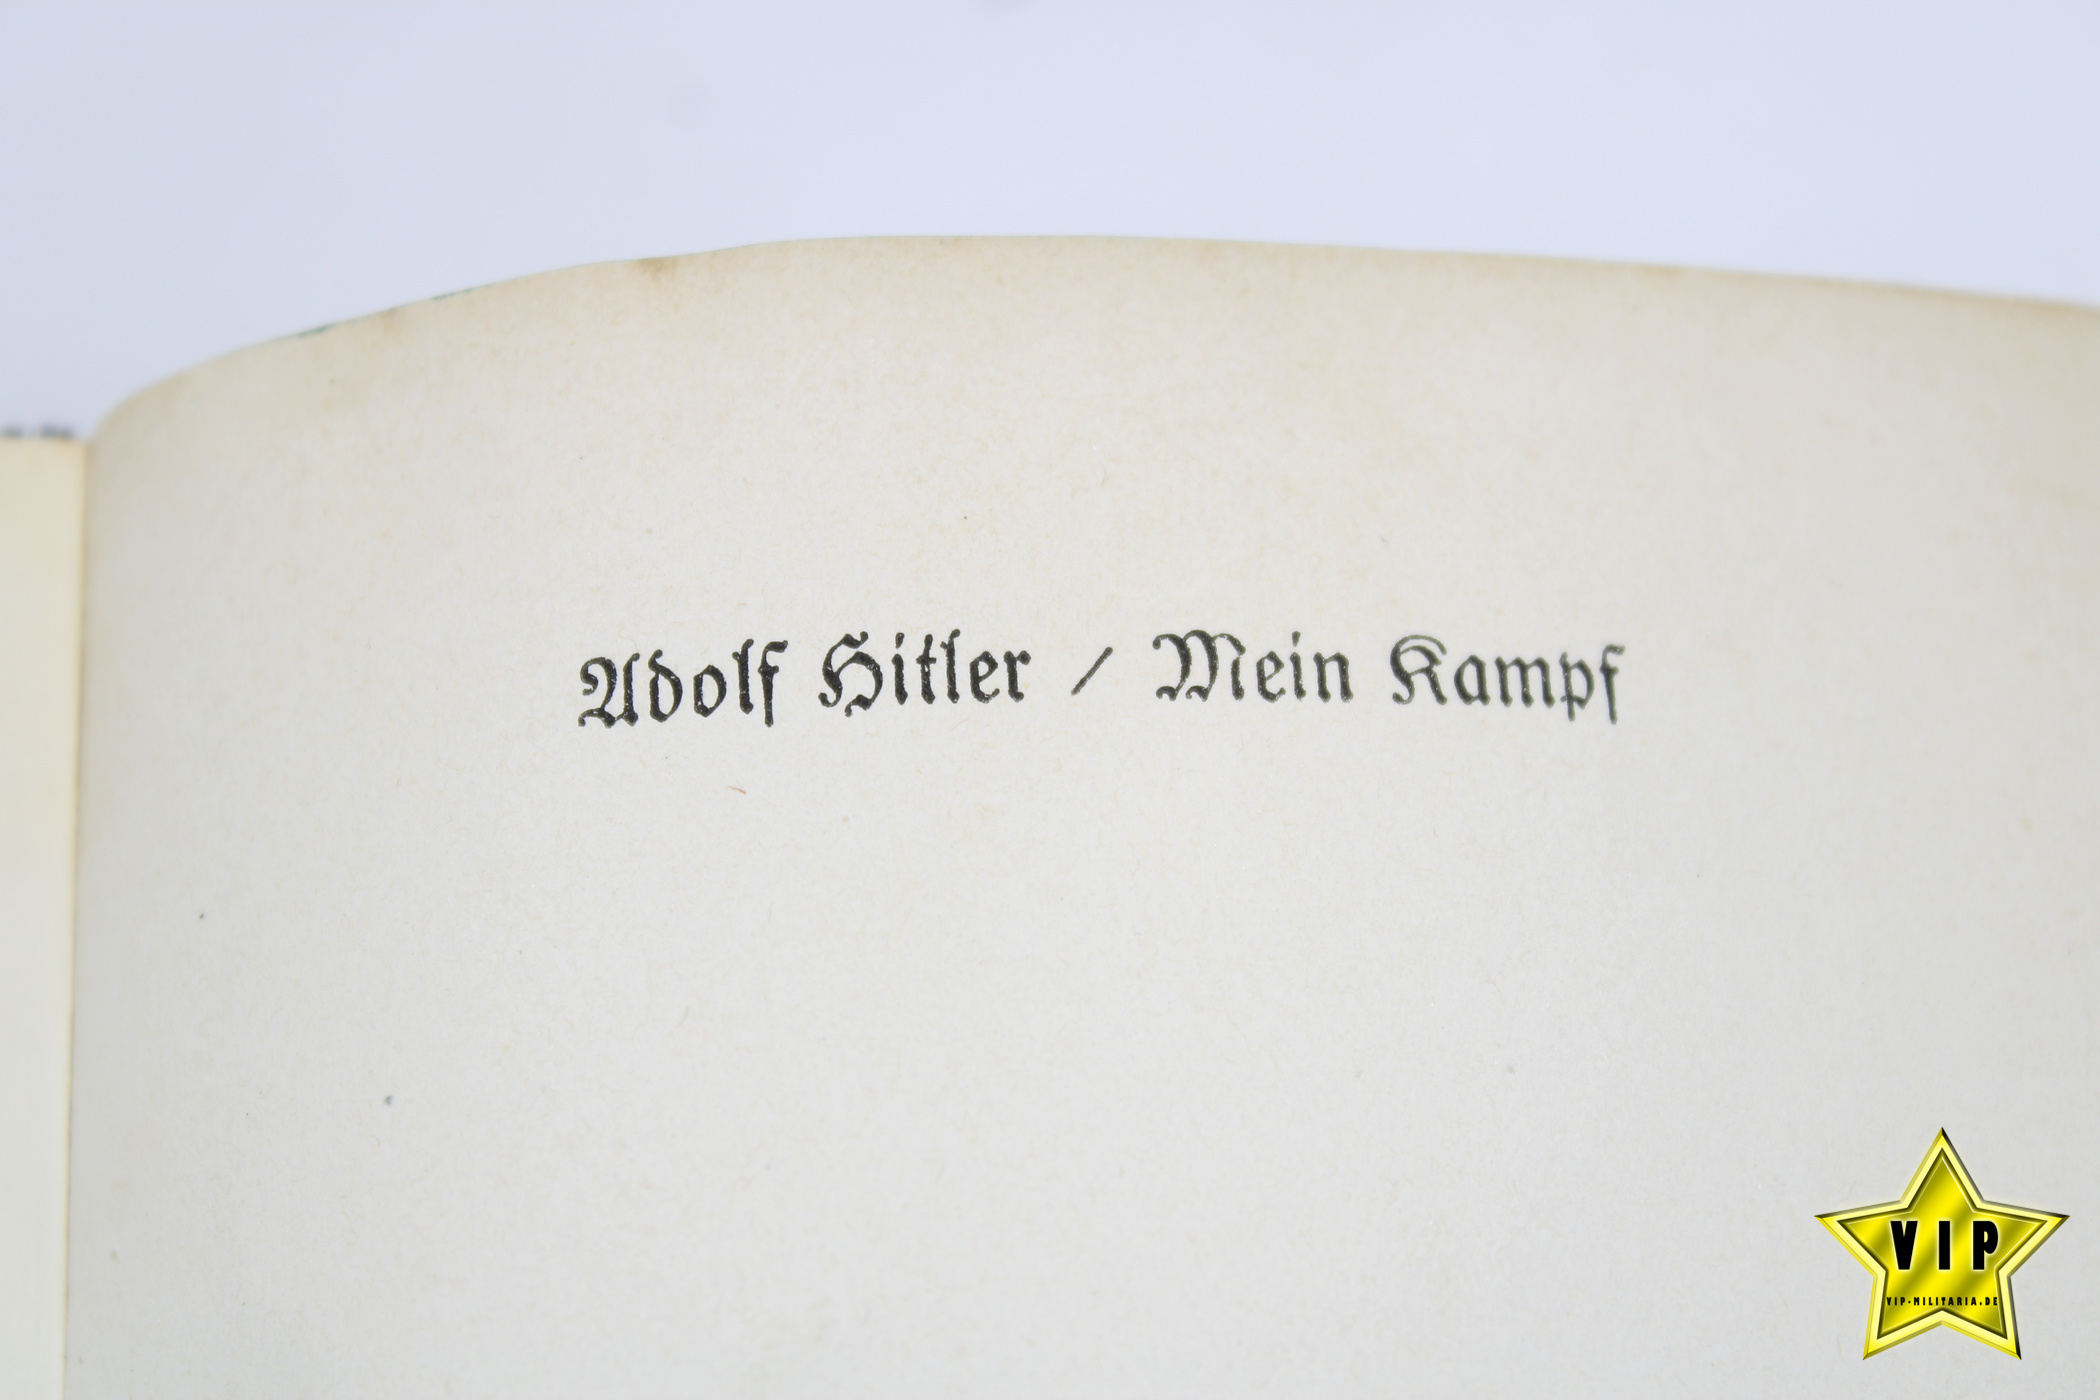 Adolf Hitler / Mein Kampf
VIP
VIP-MILITARIA.DE